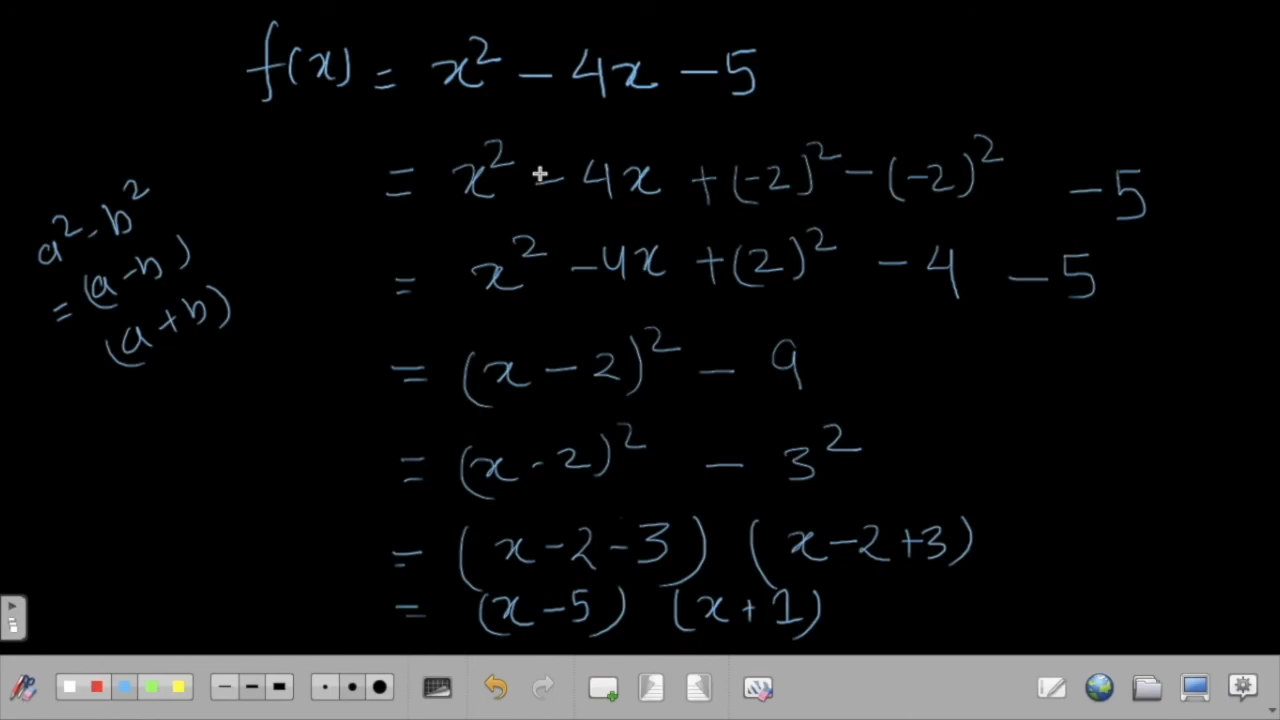 f(x) = x² - 4x - 5
= x² - 4x + (-2)² - (-2)² - 5
= x² - 4x + (2)² - 4 - 5
= (x - 2)² - 9
= (x - 2)² - 3²
= (x - 2 - 3) (x - 2 + 3)
= (x - 5) (x + 1)
a² - b²
= (a - b)
(a + b)